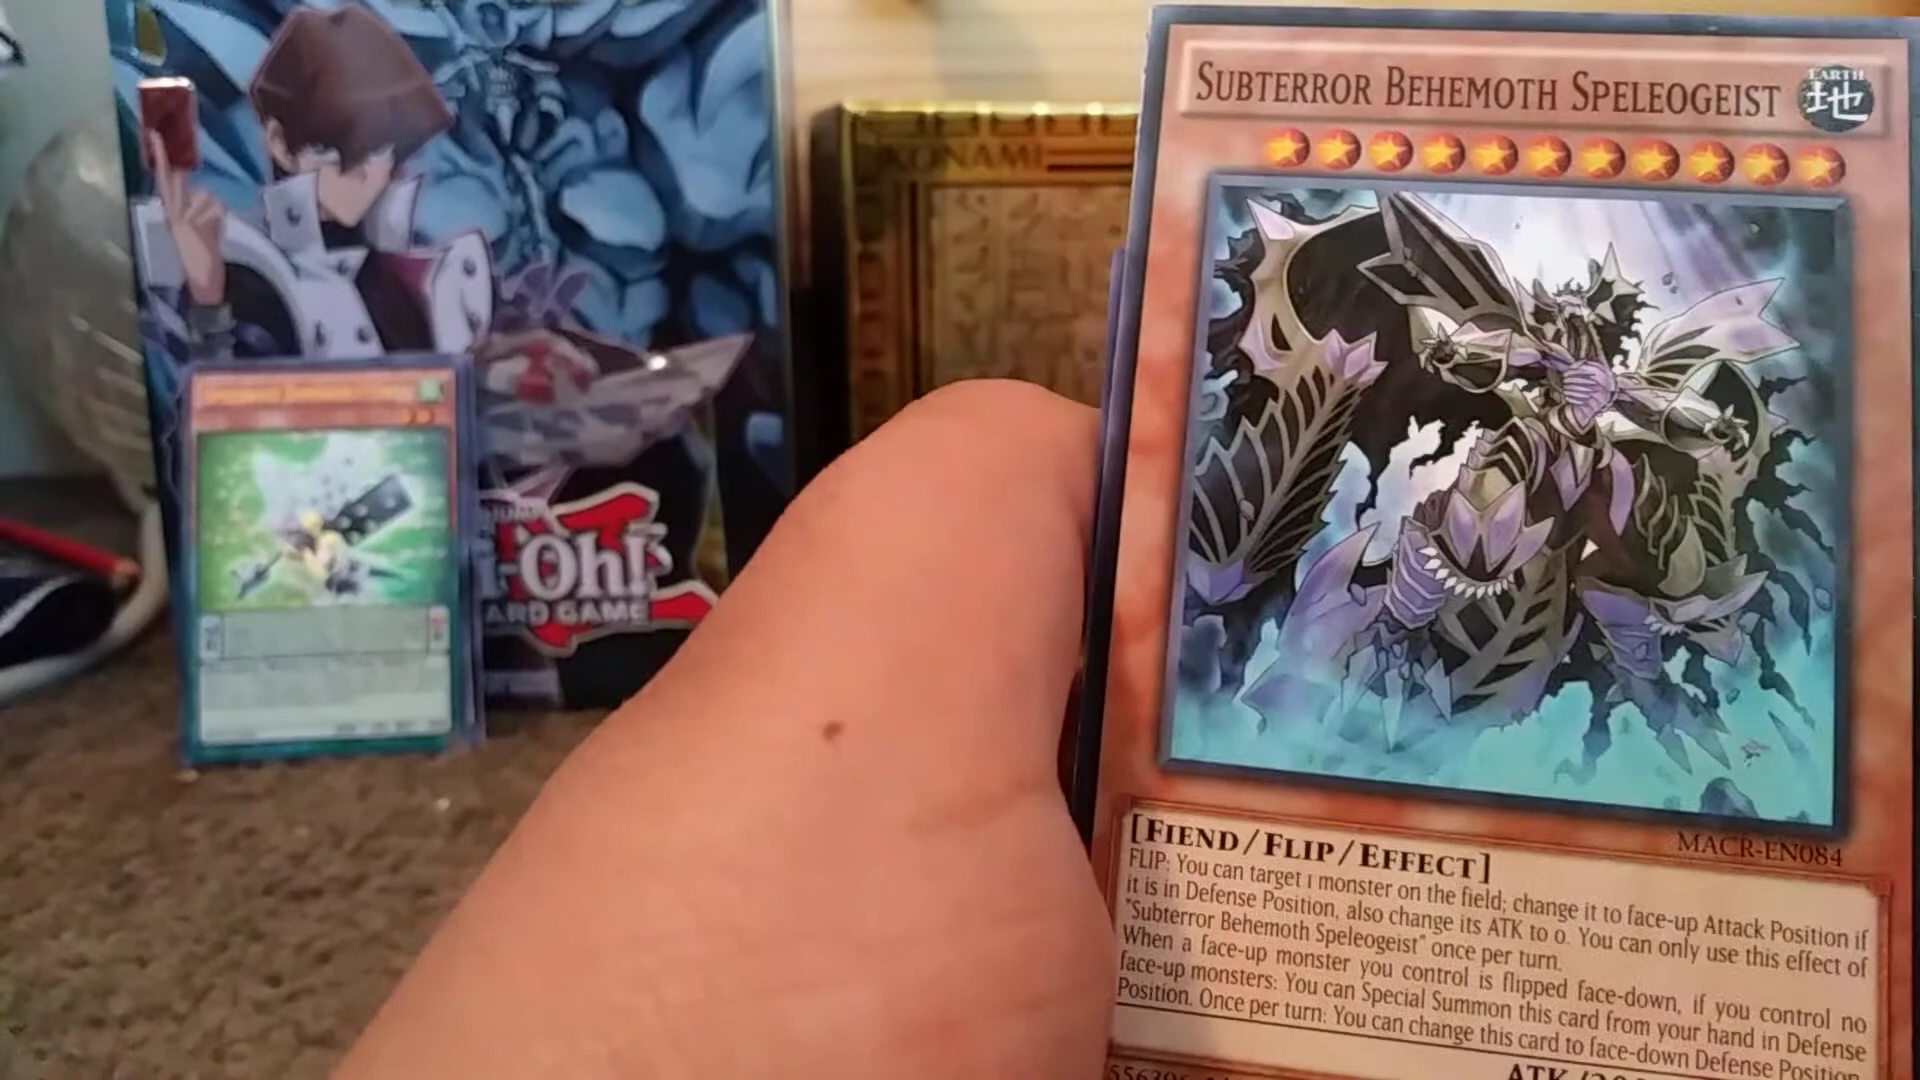 SUBTERROR BEHEMOTH SPELEOGEIST
EARTH
地
KONAMI
-Oh!
ARD GAME
MACR-EN084
[FIEND/FLIP/EFFECT]
FLIP: You can target 1 monster on the field; change it to face-up Attack Position if
it is in Defense Position, also change its ATK to 0. You can only use this effect of
"Subterror Behemoth Speleogeist" once per turn.
When a face-up monster you control is flipped face-down, if you control no
face-up monsters: You can Special Summon this card from your hand in Defense
Position. Once per turn: You can change this card to face-down Defense Position
ATK